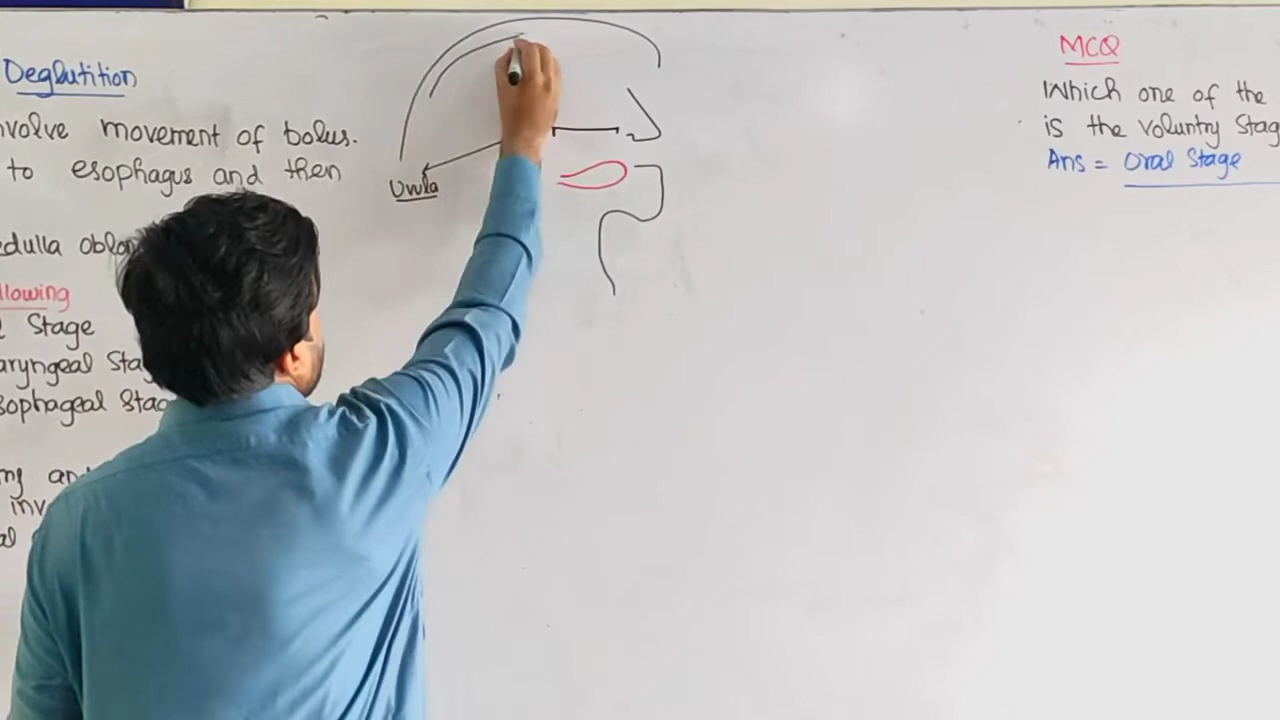 Deglutition
nvolve movement of bolus.
to esophagus and then
edulla oblon
llowing
Stage
aryngeal Sta
sophageal Stag
ng an
inv
al
Uvula
MCQ
Which one of the
is the voluntry Stag
Ans = Oral Stage